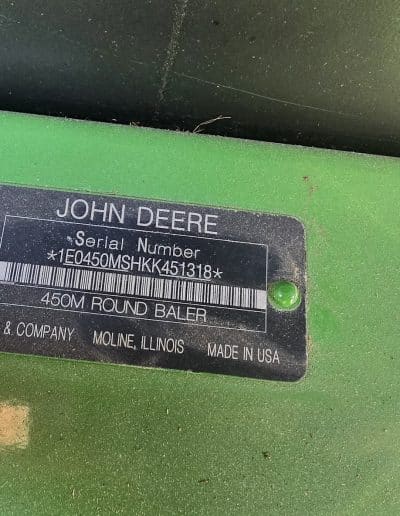 JOHN DEERE
Serial Number
*1E0450MSHKK451318*
450M ROUND BALER
& COMPANY MOLINE, ILLINOIS MADE IN USA